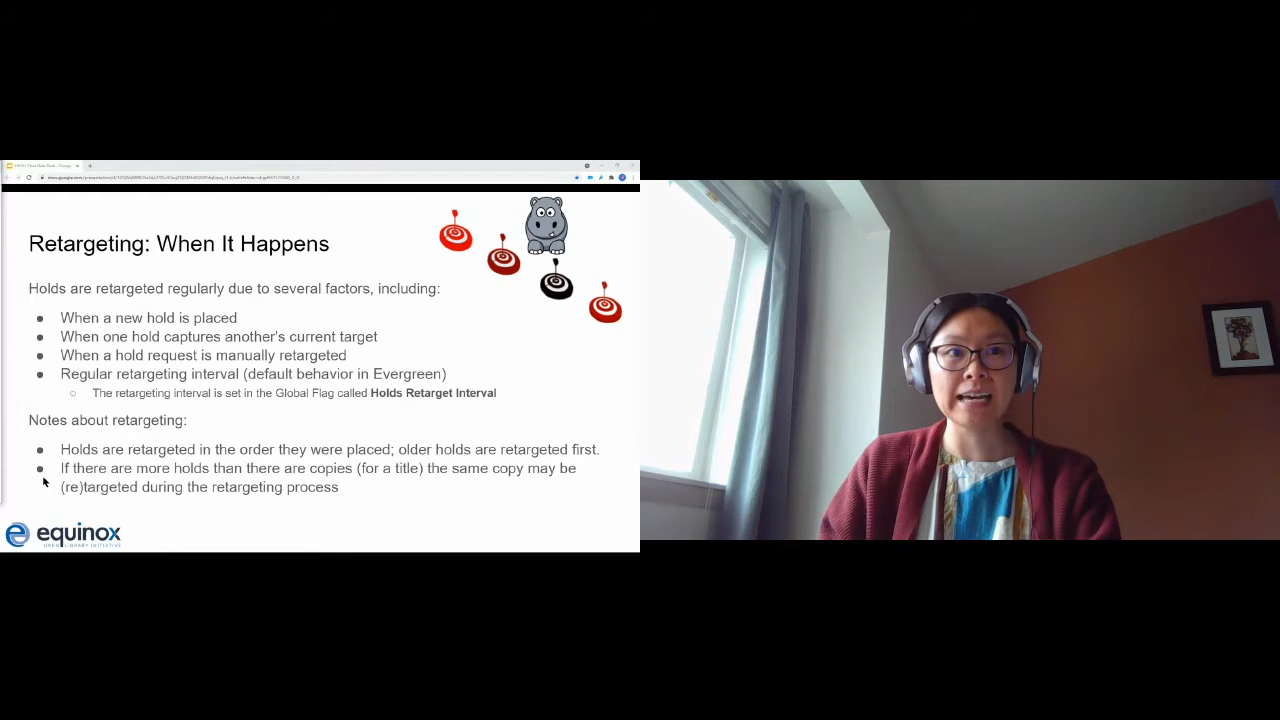 Retargeting: When It Happens
Holds are retargeted regularly due to several factors, including:
● When a new hold is placed
● When one hold captures another's current target
● When a hold request is manually retargeted
● Regular retargeting interval (default behavior in Evergreen)
○ The retargeting interval is set in the Global Flag called Holds Retarget Interval
Notes about retargeting:
● Holds are retargeted in the order they were placed; older holds are retargeted first.
● If there are more holds than there are copies (for a title) the same copy may be
(re)targeted during the retargeting process
equinox
OPEN LIBRARY INITIATIVE